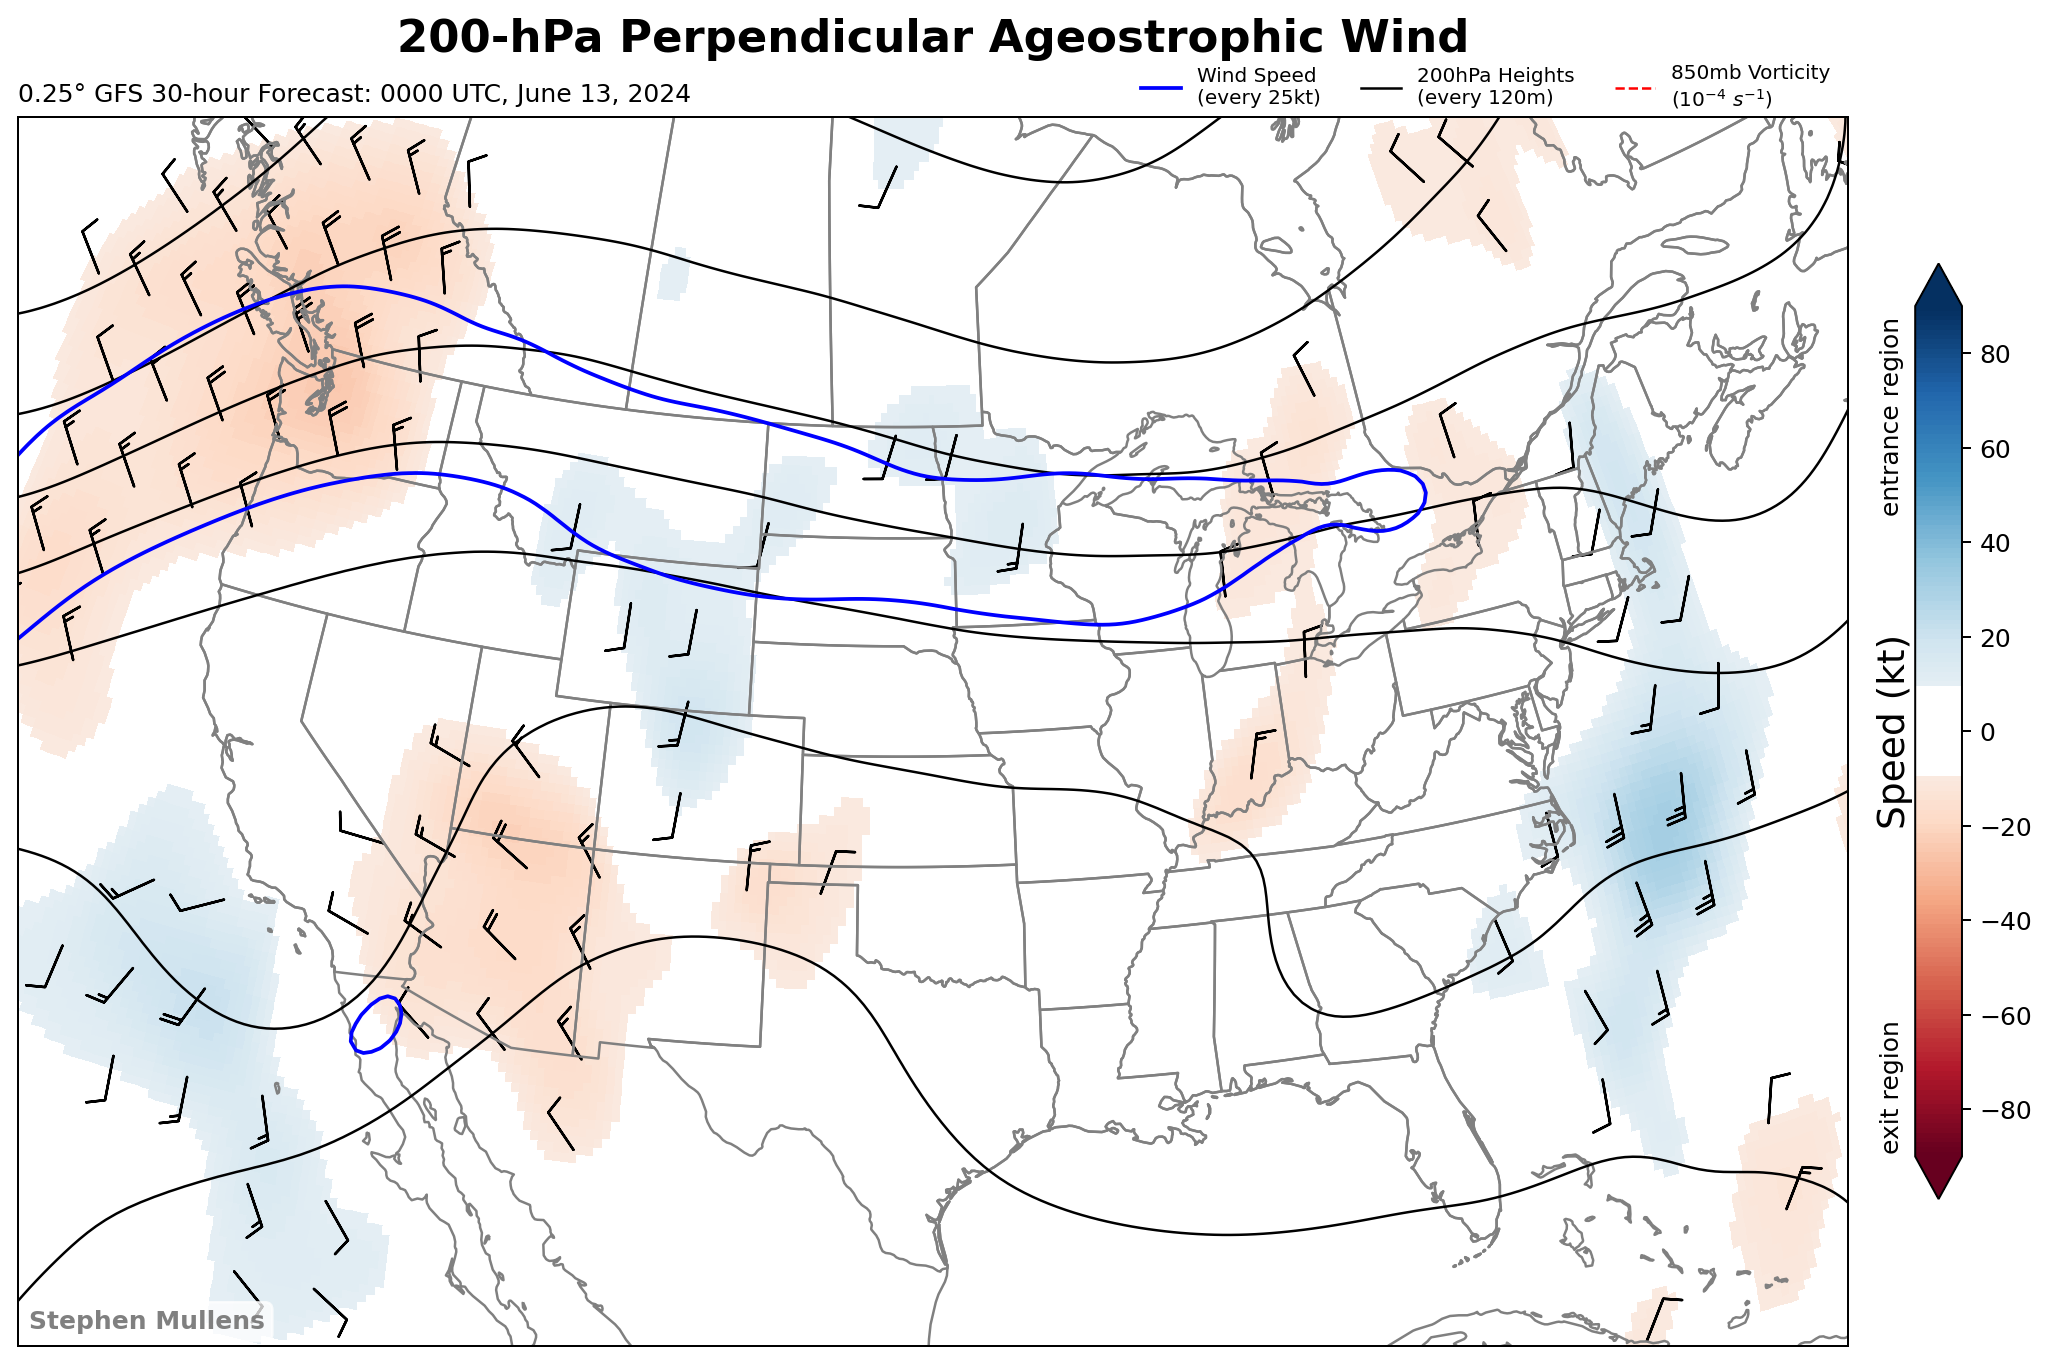 200-hPa Perpendicular Ageostrophic Wind
0.25° GFS 30-hour Forecast: 0000 UTC, June 13, 2024
Wind Speed
(every 25kt)
200hPa Heights
(every 120m)
850mb Vorticity
(10⁻⁴ s⁻¹)
entrance region
Speed (kt)
exit region
80
60
40
20
0
−20
−40
−60
−80
Stephen Mullens